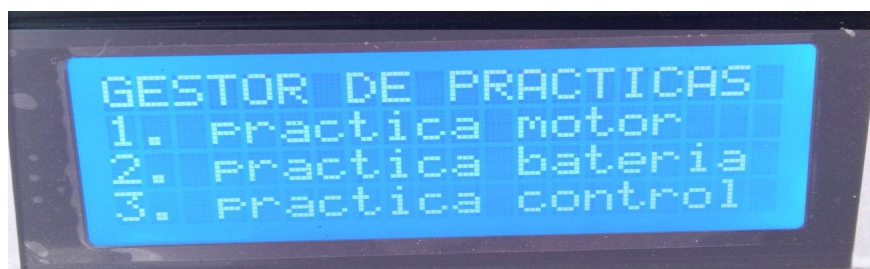 GESTOR DE PRACTICAS
1. practica motor
2. practica bateria
3. practica control